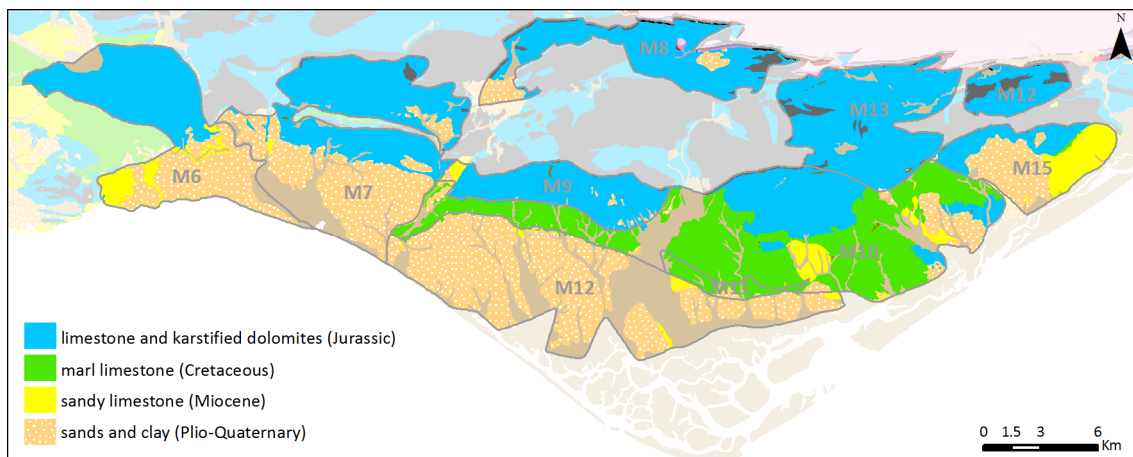 N
M8
M12
M13
M15
M6
M7
M9
M10
M12
limestone and karstified dolomites (Jurassic)
marl limestone (Cretaceous)
sandy limestone (Miocene)
sands and clay (Plio-Quaternary)
0 1.5 3 6
Km